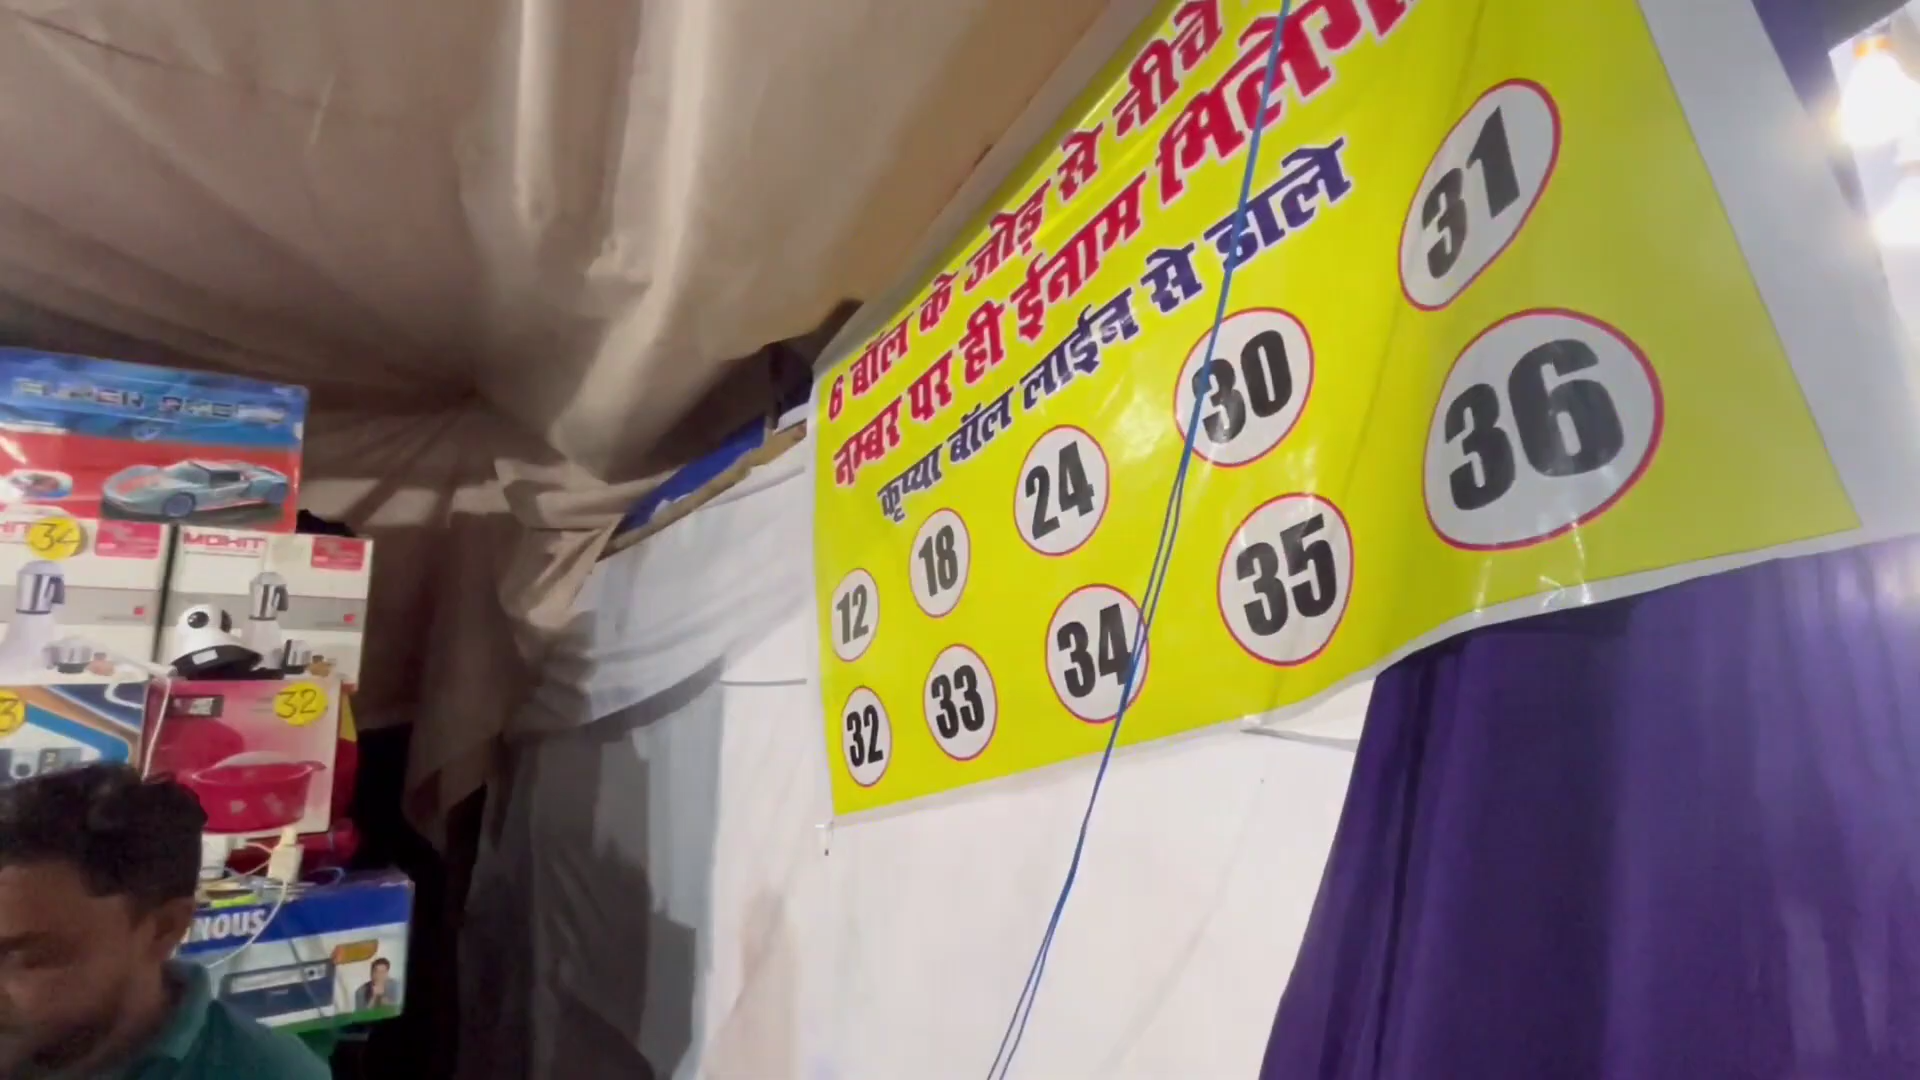 6 बॉल के जोड़ से नीचे
नम्बर पर ही ईनाम मिलेगा
कृप्या बॉल लाईन से डाले
12 18 24 30 31
32 33 34 35 36
34
MOHIT
3
32